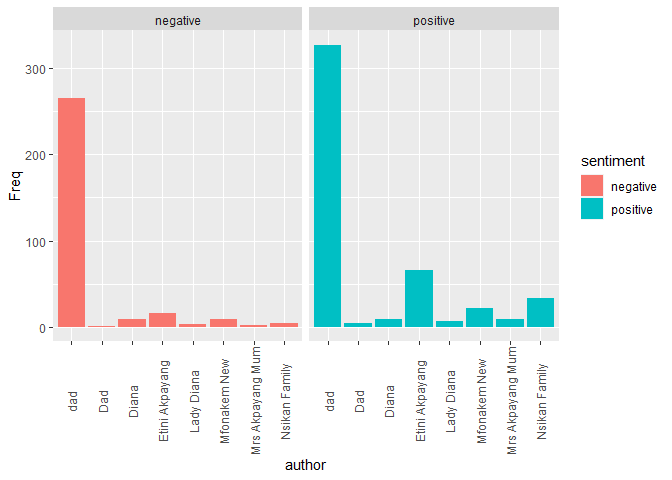 negative
positive
300
200
100
0
Freq
dad
Dad
Diana
Etini Akpayang
Lady Diana
Mfonakem New
Mrs Akpayang Mum
Nsikan Family
dad
Dad
Diana
Etini Akpayang
Lady Diana
Mfonakem New
Mrs Akpayang Mum
Nsikan Family
author
sentiment
negative
positive